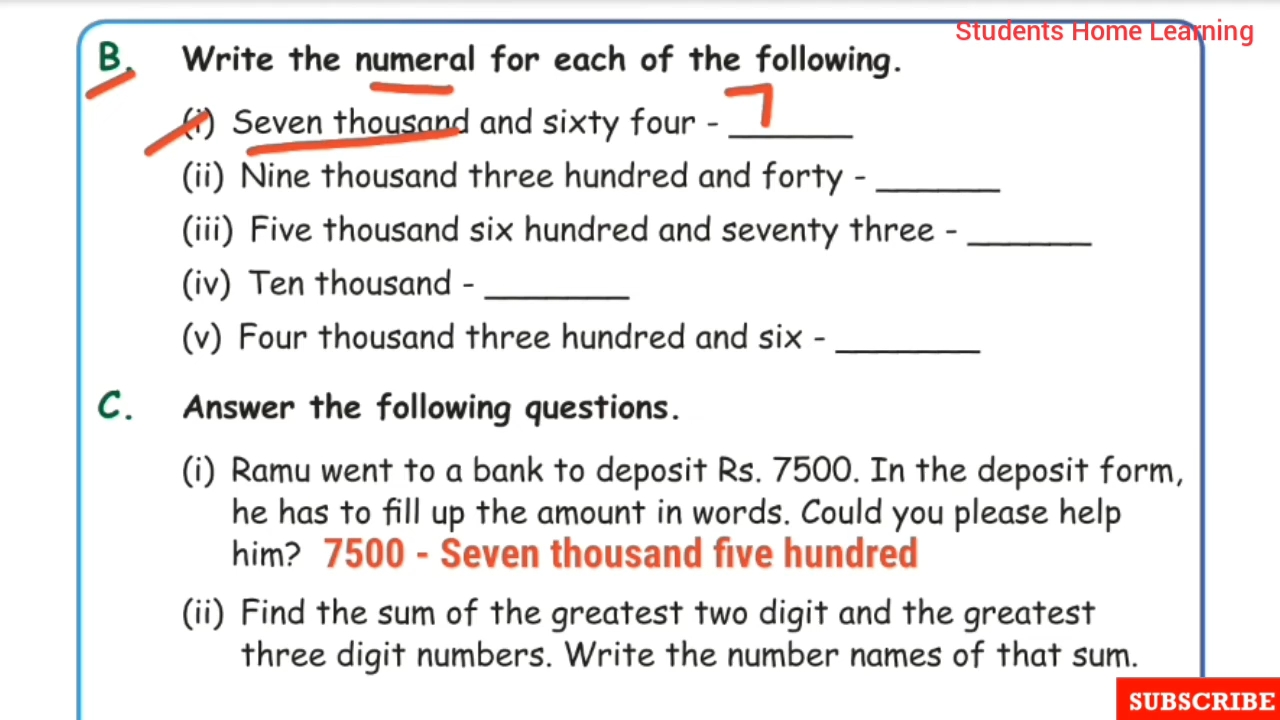 Students Home Learning
B. Write the numeral for each of the following.
(i) Seven thousand and sixty four - 7______
(ii) Nine thousand three hundred and forty - ______
(iii) Five thousand six hundred and seventy three - ______
(iv) Ten thousand - _______
(v) Four thousand three hundred and six - _______
C. Answer the following questions.
(i) Ramu went to a bank to deposit Rs. 7500. In the deposit form,
he has to fill up the amount in words. Could you please help
him? 7500 - Seven thousand five hundred
(ii) Find the sum of the greatest two digit and the greatest
three digit numbers. Write the number names of that sum.
SUBSCRIBE